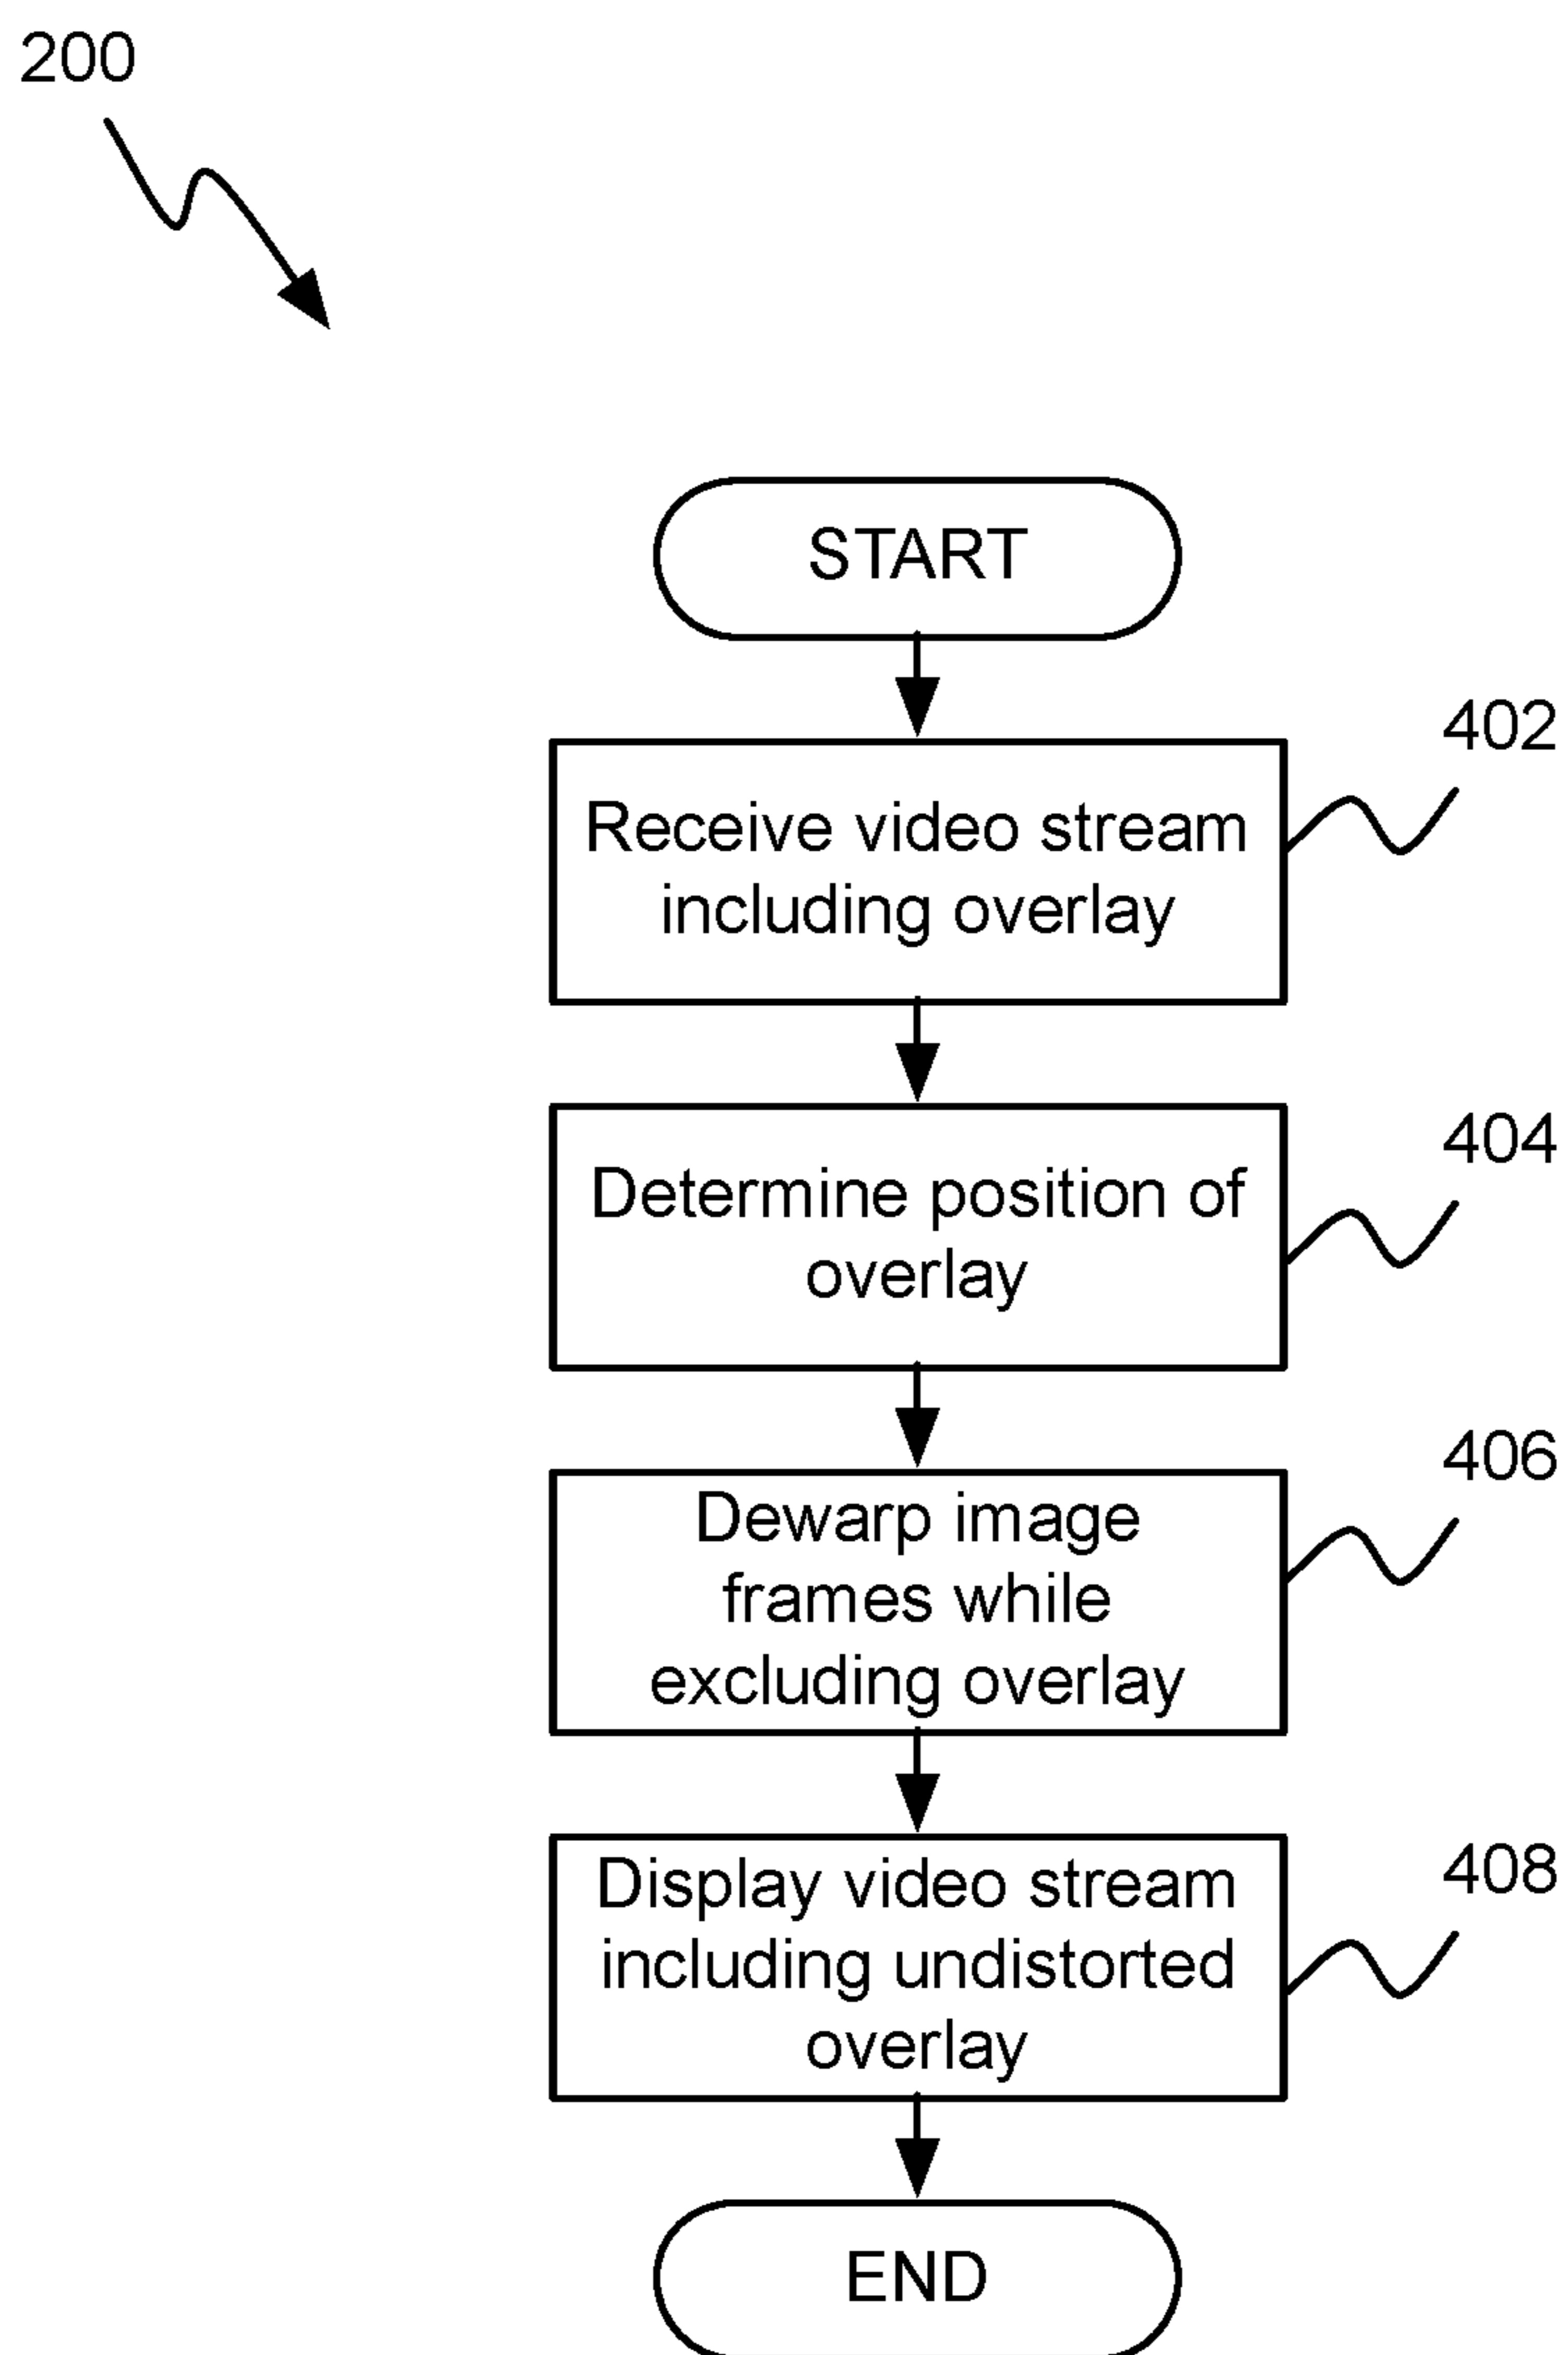 200
START
402
Receive video stream
including overlay
404
Determine position of
overlay
406
Dewarp image
frames while
excluding overlay
408
Display video stream
including undistorted
overlay
END